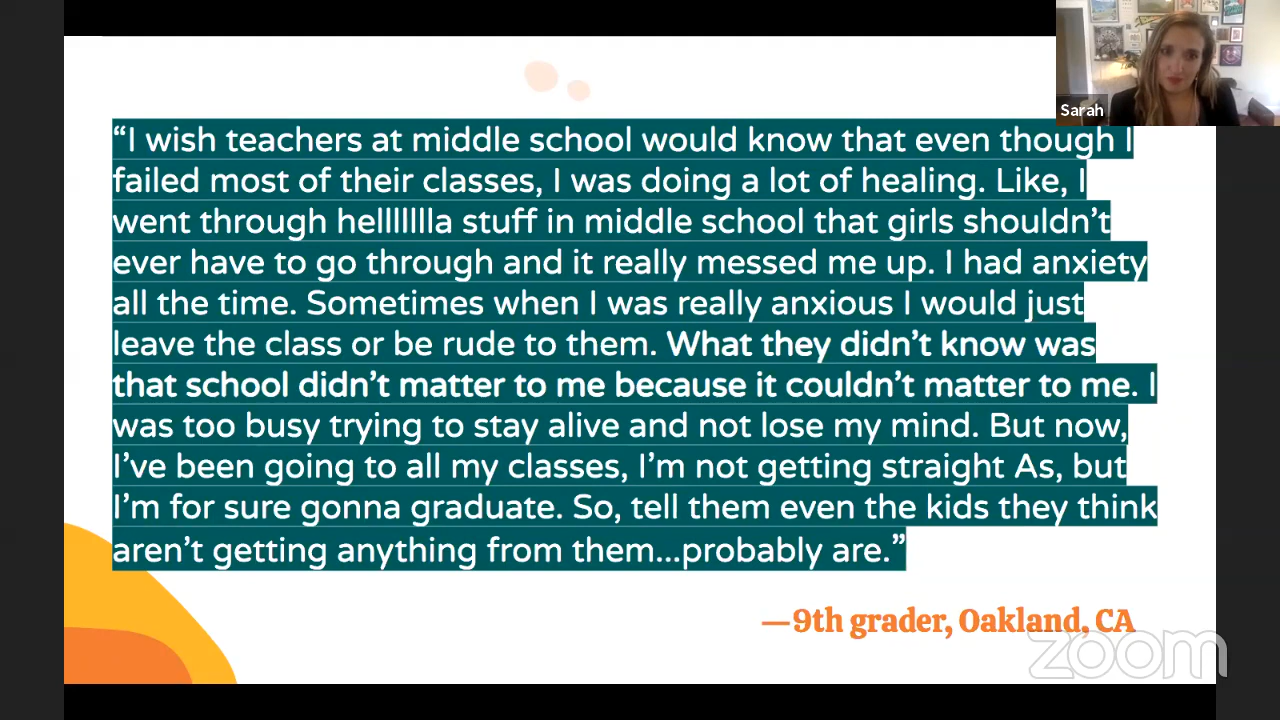 Sarah
“I wish teachers at middle school would know that even though I
failed most of their classes, I was doing a lot of healing. Like, I
went through hellllllla stuff in middle school that girls shouldn’t
ever have to go through and it really messed me up. I had anxiety
all the time. Sometimes when I was really anxious I would just
leave the class or be rude to them. What they didn’t know was
that school didn’t matter to me because it couldn’t matter to me. I
was too busy trying to stay alive and not lose my mind. But now,
I’ve been going to all my classes, I’m not getting straight As, but
I’m for sure gonna graduate. So, tell them even the kids they think
aren’t getting anything from them...probably are.”
—9th grader, Oakland, CA
zoom